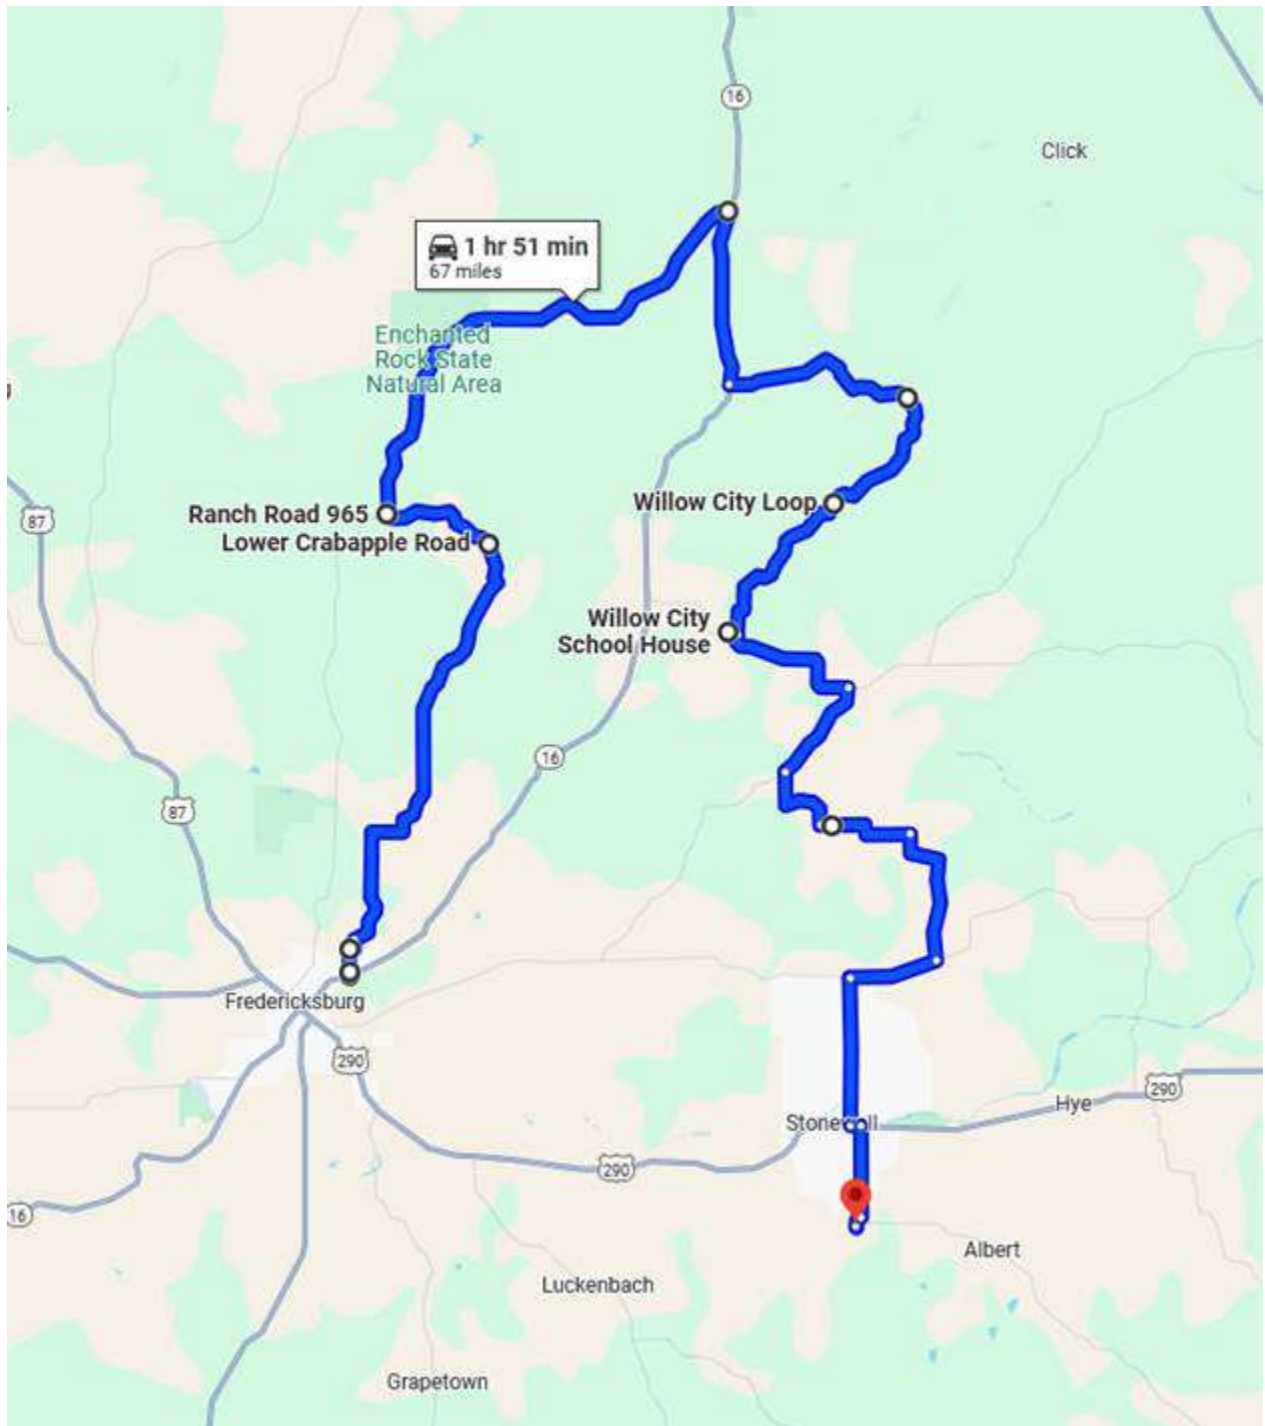 16
Click
1 hr 51 min
67 miles
Enchanted
Rock State
Natural Area
87
Ranch Road 965
Lower Crabapple Road
Willow City Loop
Willow City
School House
16
87
Fredericksburg
290
Stonewall
Hye
290
290
16
Albert
Luckenbach
Grapetown